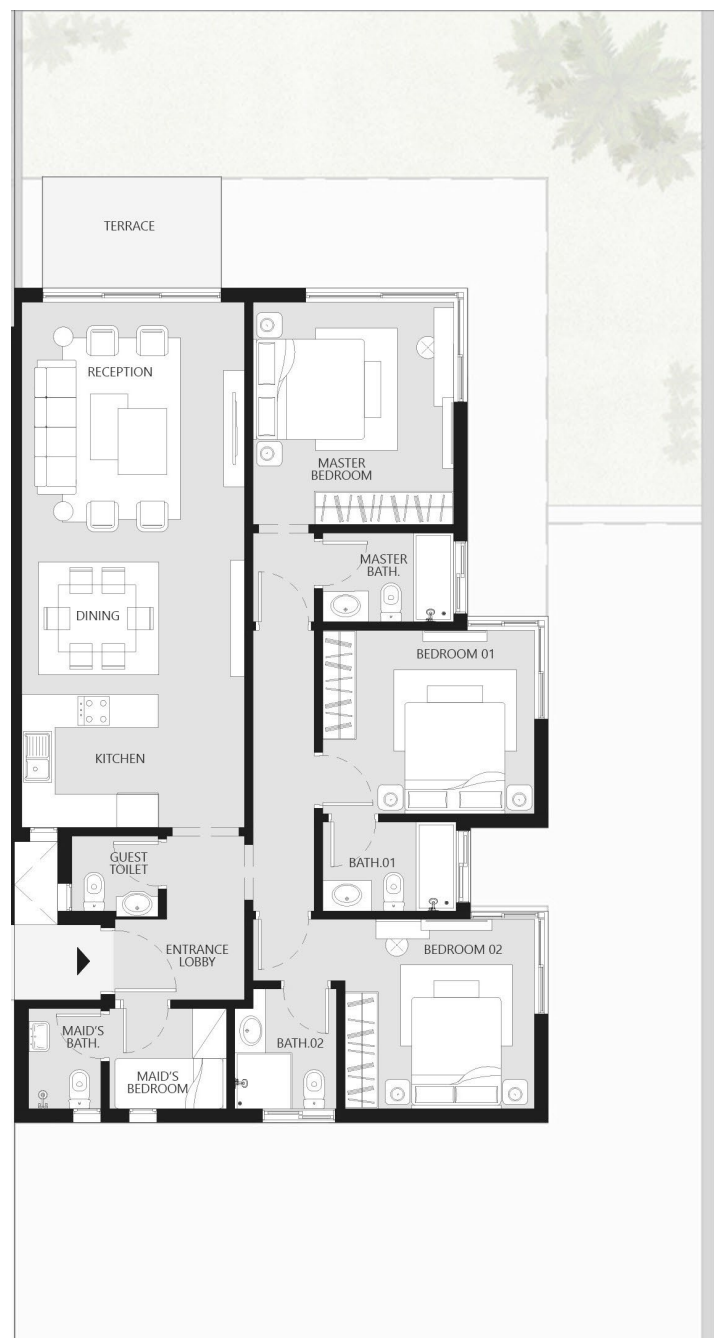 TERRACE
RECEPTION
MASTER
BEDROOM
MASTER
BATH.
DINING
BEDROOM 01
KITCHEN
GUEST
TOILET
BATH.01
ENTRANCE
LOBBY
BEDROOM 02
MAID'S
BATH.
BATH.02
MAID'S
BEDROOM